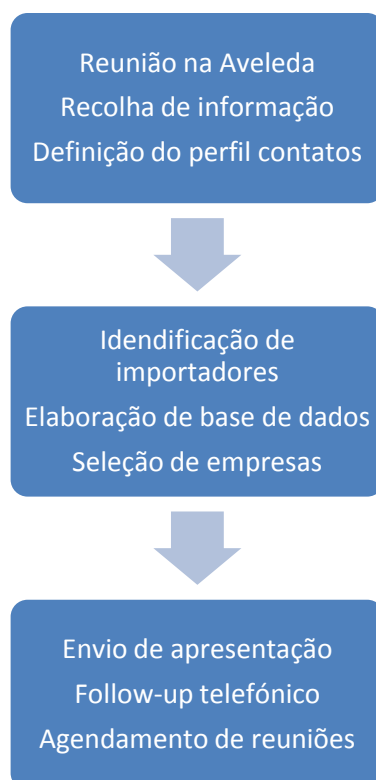 Reunião na Aveleda
Recolha de informação
Definição do perfil contatos
Idendificação de
importadores
Elaboração de base de dados
Seleção de empresas
Envio de apresentação
Follow-up telefónico
Agendamento de reuniões